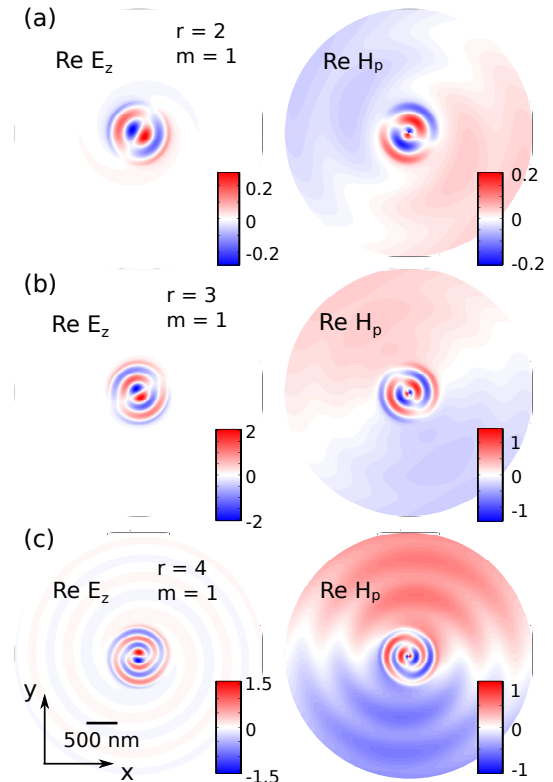 (a)
Re E_z
r = 2
m = 1
Re H_p
0.2
0
-0.2
0.2
0
-0.2
(b)
Re E_z
r = 3
m = 1
Re H_p
2
0
-2
1
0
-1
(c)
Re E_z
r = 4
m = 1
Re H_p
1.5
0
-1.5
1
0
-1
y
500 nm
x